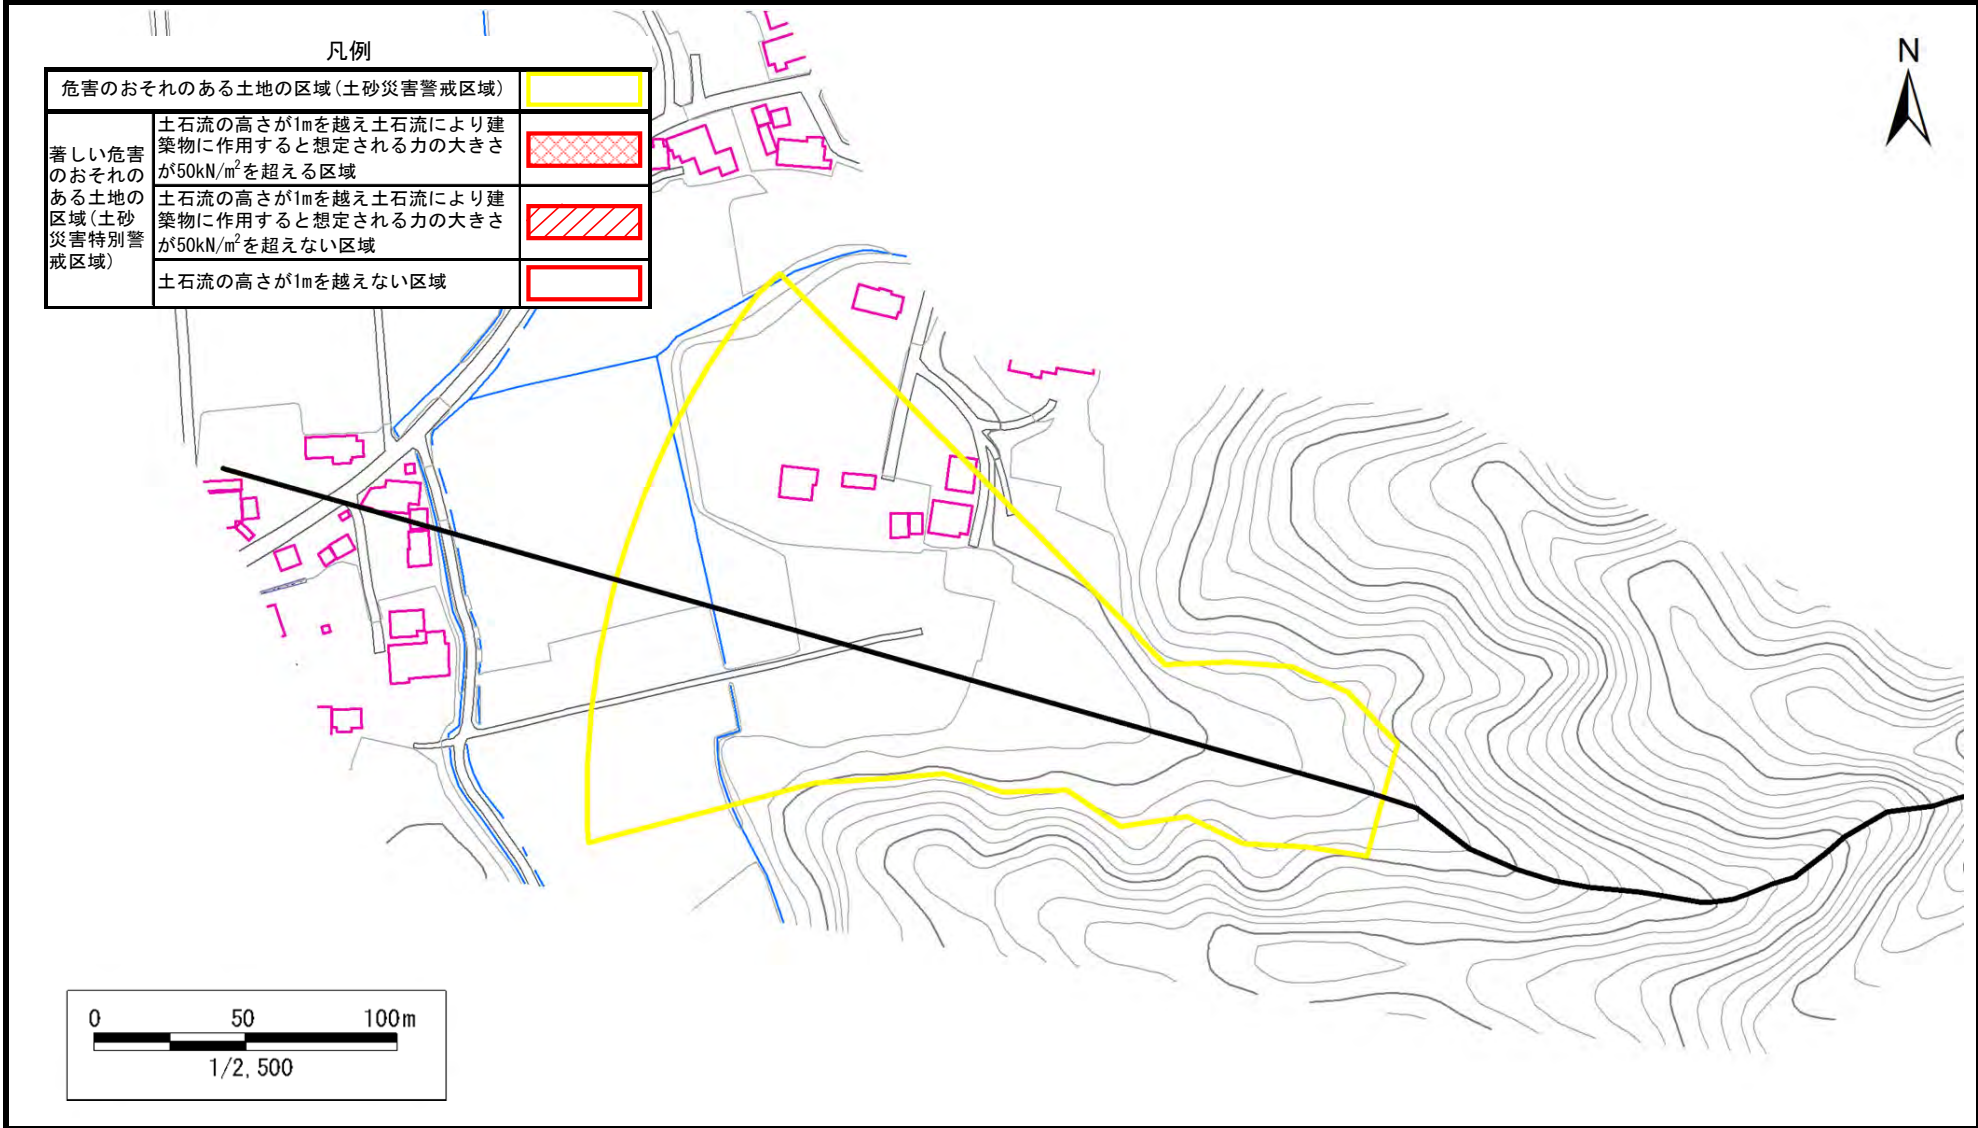 凡例
危害のおそれのある土地の区域(土砂災害警戒区域)
著しい危害
のおそれの
ある土地の
区域(土砂
災害特別警
戒区域)
土石流の高さが1mを越え土石流により建
築物に作用すると想定される力の大きさ
が50kN/m²を超える区域
土石流の高さが1mを越え土石流により建
築物に作用すると想定される力の大きさ
が50kN/m²を超えない区域
土石流の高さが1mを越えない区域
N
0 50 100m
1/2,500